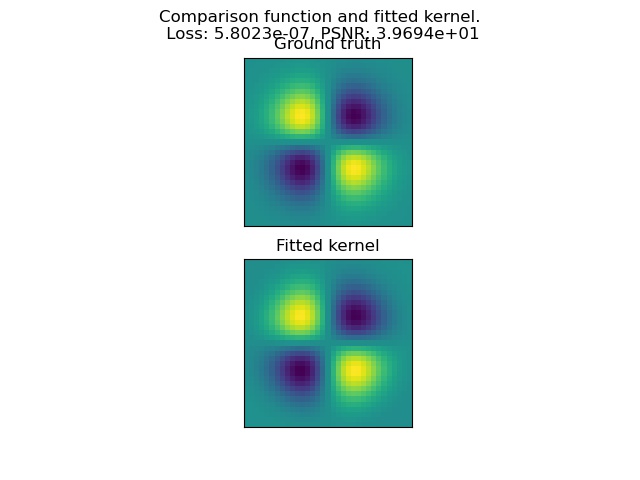 Comparison function and fitted kernel.
Loss: 5.8023e-07, PSNR: 3.9694e+01
Ground truth
Fitted kernel